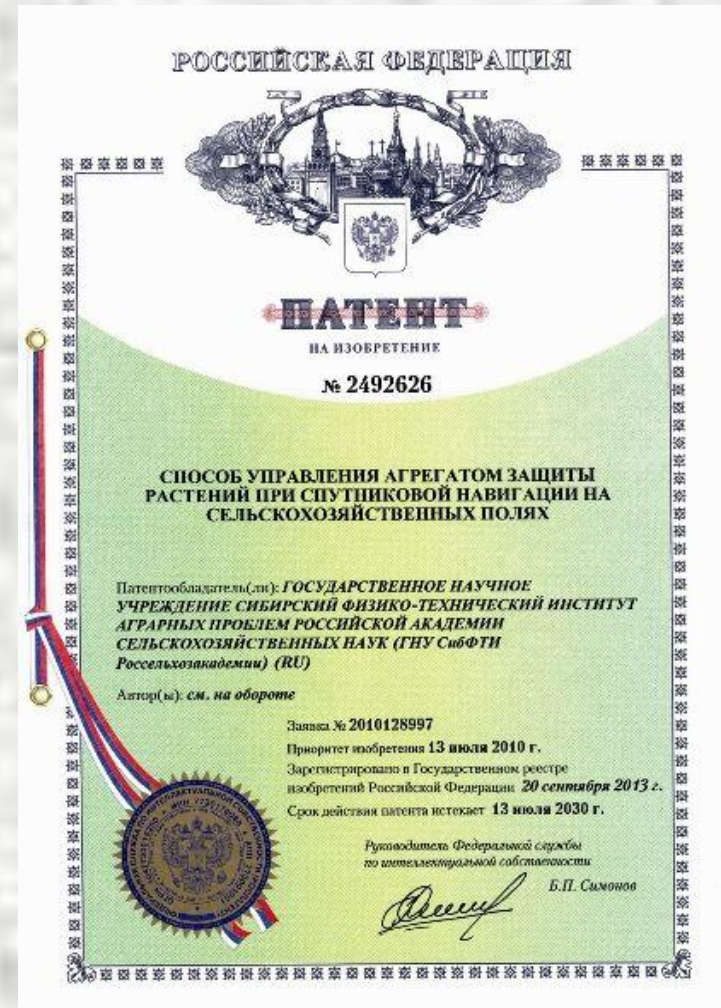 РОССИЙСКАЯ ФЕДЕРАЦИЯ
ПАТЕНТ
НА ИЗОБРЕТЕНИЕ
№ 2492626
СПОСОБ УПРАВЛЕНИЯ АГРЕГАТОМ ЗАЩИТЫ
РАСТЕНИЙ ПРИ СПУТНИКОВОЙ НАВИГАЦИИ НА
СЕЛЬСКОХОЗЯЙСТВЕННЫХ ПОЛЯХ
Патентообладатель(ли): ГОСУДАРСТВЕННОЕ НАУЧНОЕ
УЧРЕЖДЕНИЕ СИБИРСКИЙ ФИЗИКО-ТЕХНИЧЕСКИЙ ИНСТИТУТ
АГРАРНЫХ ПРОБЛЕМ РОССИЙСКОЙ АКАДЕМИИ
СЕЛЬСКОХОЗЯЙСТВЕННЫХ НАУК (ГНУ СибФТИ
Россельхозакадемии) (RU)
Автор(ы): см. на обороте
Заявка № 2010128997
Приоритет изобретения 13 июля 2010 г.
Зарегистрировано в Государственном реестре
изобретений Российской Федерации 20 сентября 2013 г.
Срок действия патента истекает 13 июля 2030 г.
Руководитель Федеральной службы
по интеллектуальной собственности
Б.П. Симонов